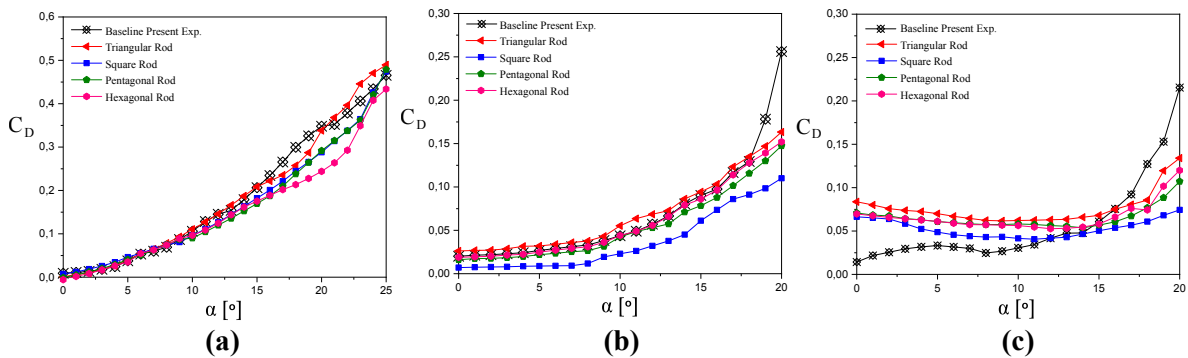 0,6
0,5
0,4
0,3
0,2
0,1
0,0
C_D
Baseline Present Exp.
Triangular Rod
Square Rod
Pentagonal Rod
Hexagonal Rod
0 5 10 15 20 25
α [º]
(a)
0,30
0,25
0,20
0,15
0,10
0,05
0,00
C_D
Baseline Present Exp.
Triangular Rod
Square Rod
Pentagonal Rod
Hexagonal Rod
0 5 10 15 20
α [º]
(b)
0,30
0,25
0,20
0,15
0,10
0,05
0,00
C_D
Baseline Present Exp.
Triangular Rod
Square Rod
Pentagonal Rod
Hexagonal Rod
0 5 10 15 20
α [º]
(c)